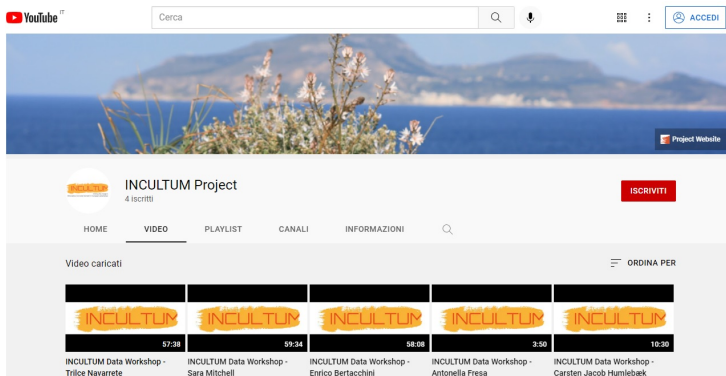 YouTube IT
Cerca
ACCEDI
Project Website
INCULTUM
INCULTUM Project
4 iscritti
ISCRIVITI
HOME VIDEO PLAYLIST CANALI INFORMAZIONI
Video caricati
ORDINA PER
INCULTUM INCULTUM INCULTUM INCULTUM INCULTUM
57:38 59:34 58:08 3:50 10:30
INCULTUM Data Workshop - INCULTUM Data Workshop - INCULTUM Data Workshop - INCULTUM Data Workshop - INCULTUM Data Workshop -
Trilce Navarrete Sara Mitchell Enrico Bertacchini Antonella Fresa Carsten Jacob Humlebæk